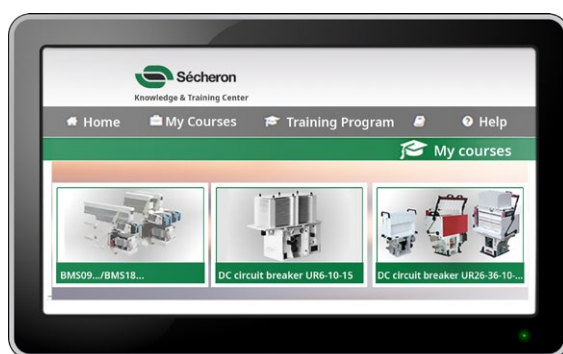 Sécheron
Knowledge & Training Center
Home My Courses Training Program Help
My courses
BMS09.../BMS18... DC circuit breaker UR6-10-15 DC circuit breaker UR26-36-10-...